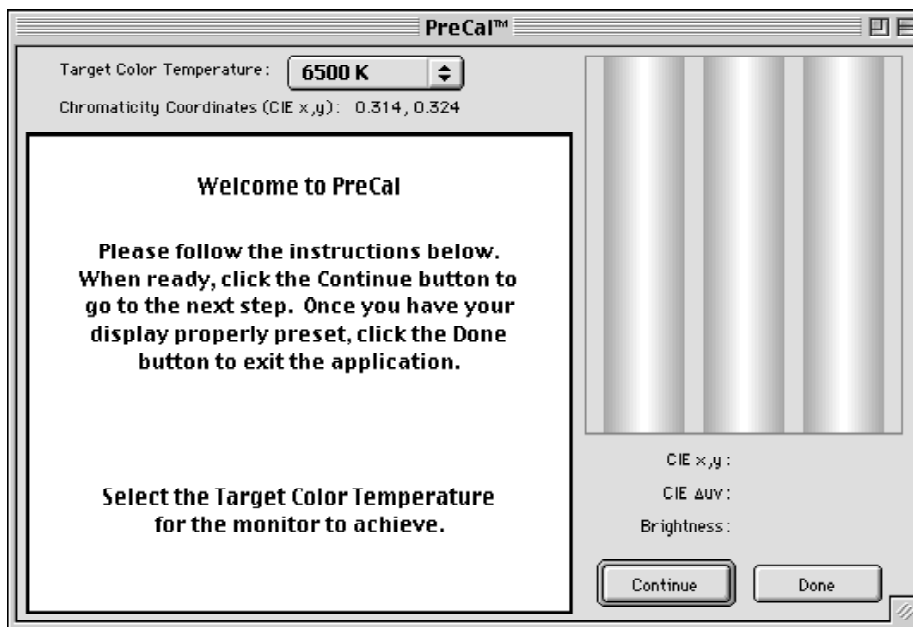 PreCal™
Target Color Temperature: 6500 K
Chromaticity Coordinates (CIE x,y): 0.314, 0.324
Welcome to PreCal
Please follow the instructions below.
When ready, click the Continue button to
go to the next step. Once you have your
display properly preset, click the Done
button to exit the application.
Select the Target Color Temperature
for the monitor to achieve.
CIE x,y:
CIE Δuv:
Brightness:
Continue Done